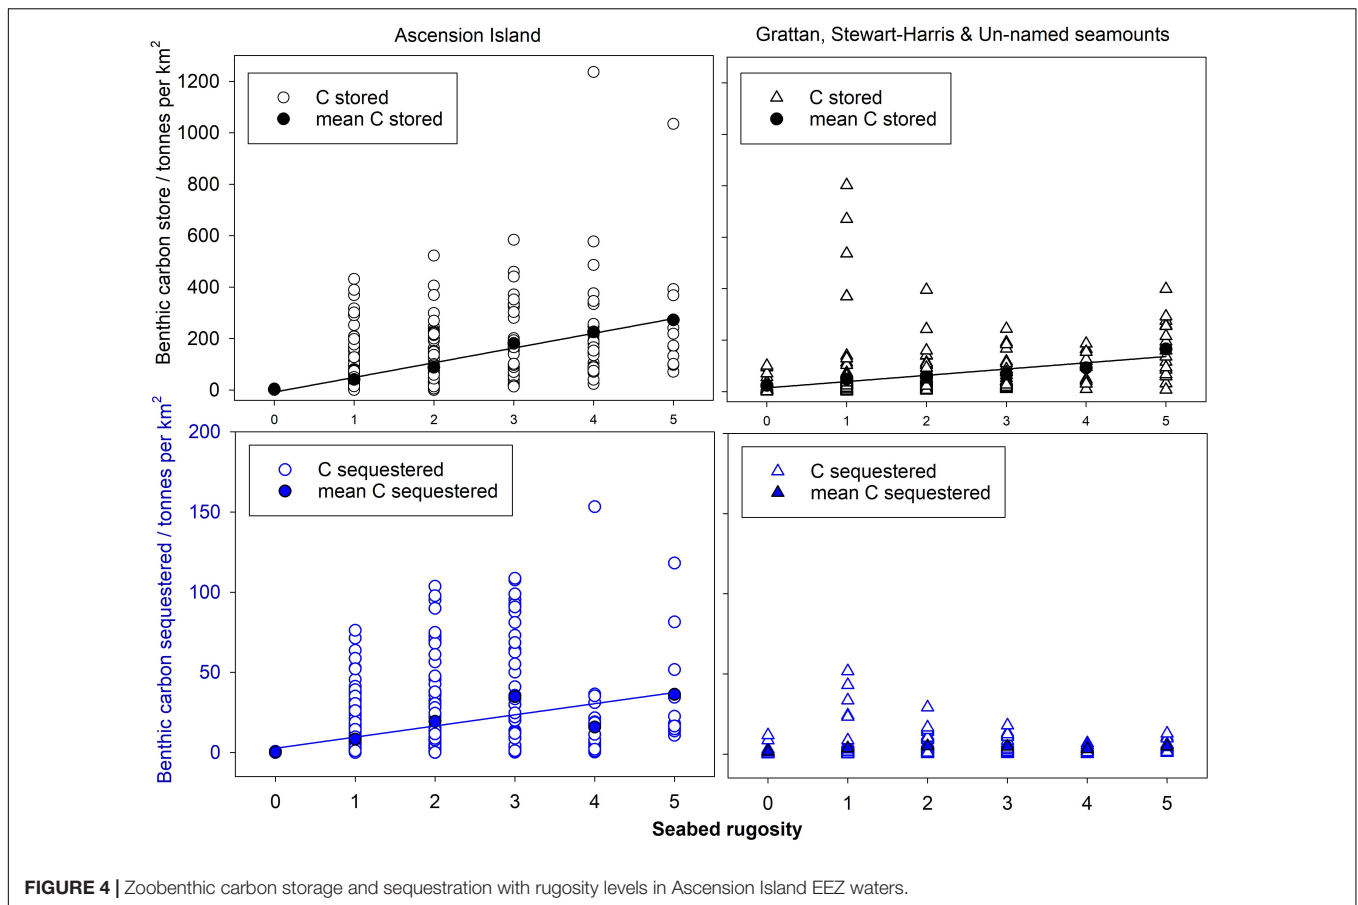 Ascension Island
Grattan, Stewart-Harris & Un-named seamounts
Benthic carbon store / tonnes per km²
1200
1000
800
600
400
200
0
C stored
mean C stored
0 1 2 3 4 5
C stored
mean C stored
0 1 2 3 4 5
Benthic carbon sequestered / tonnes per km²
200
150
100
50
0
C sequestered
mean C sequestered
0 1 2 3 4 5
C sequestered
mean C sequestered
0 1 2 3 4 5
Seabed rugosity
FIGURE 4 | Zoobenthic carbon storage and sequestration with rugosity levels in Ascension Island EEZ waters.